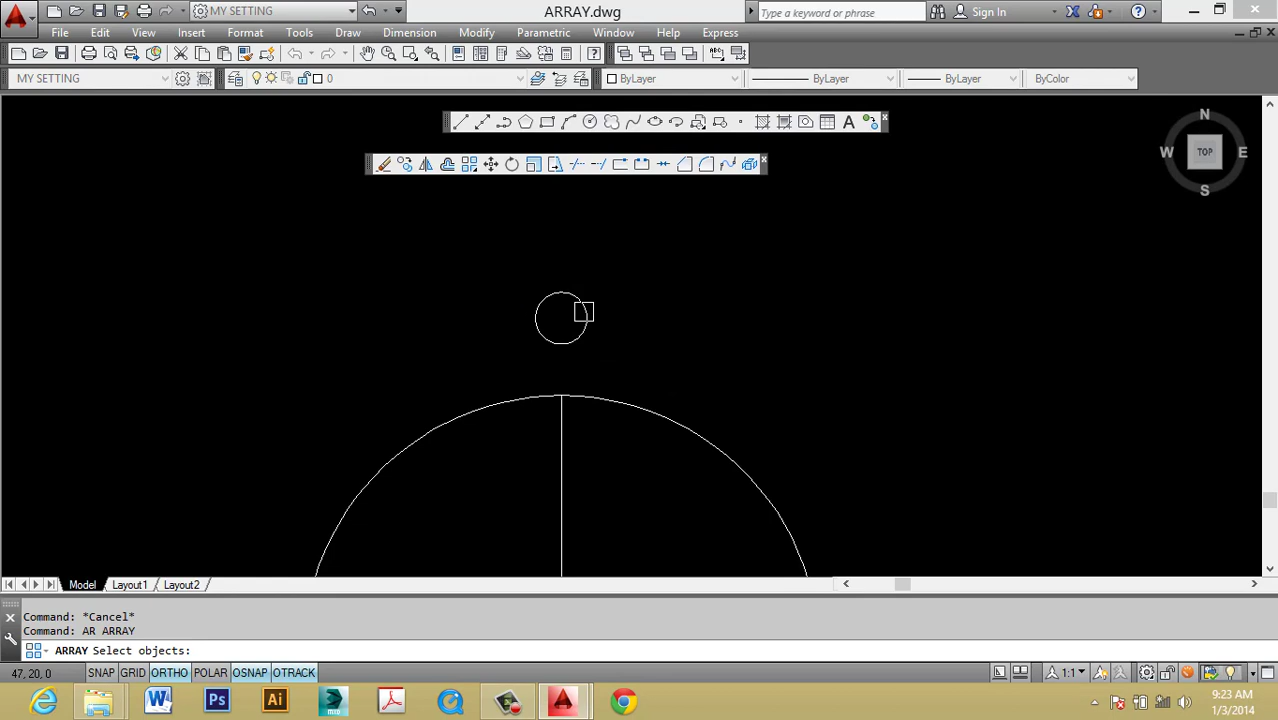 MY SETTING
ARRAY.dwg
Type a keyword or phrase
Sign In
File Edit View Insert Format Tools Draw Dimension Modify Parametric Window Help Express
MY SETTING
0
ByLayer
ByLayer
ByLayer
ByColor
N
W TOP E
S
Model Layout1 Layout2
Command: *Cancel*
Command: AR ARRAY
ARRAY Select objects:
47, 20, 0 SNAP GRID ORTHO POLAR OSNAP OTRACK
1:1
W Ps Ai
9:23 AM
1/3/2014